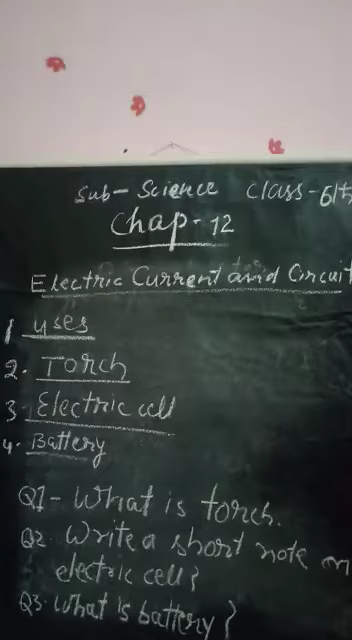 Sub- Science Class-6th
Chap-12
Electric Current and Circuit
1 Uses
2. Torch
3. Electric cell
4. Battery
Q1- What is torch.
Q2. Write a short note on
electric cell?
Q3. What is battery?